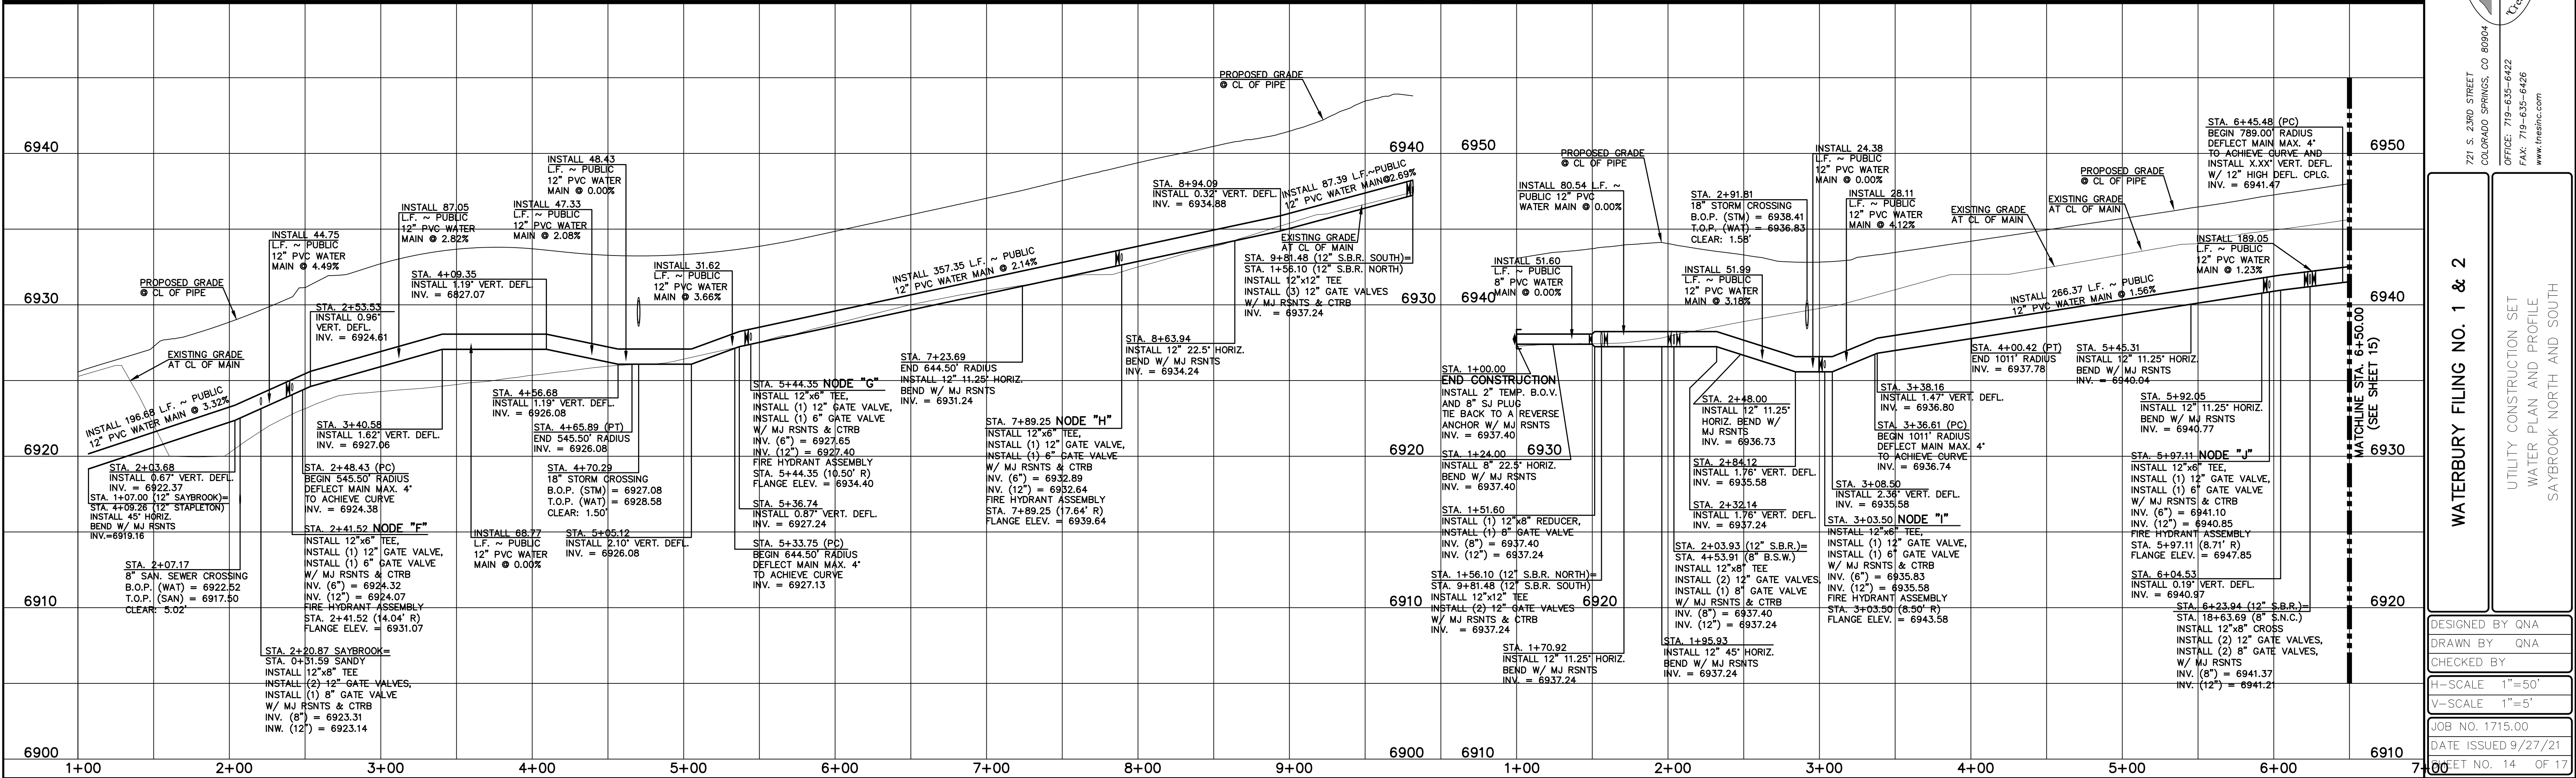 PROPOSED GRADE
@ CL OF PIPE
EXISTING GRADE
AT CL OF MAIN
INSTALL 196.68 L.F. ~ PUBLIC
12" PVC WATER MAIN @ 3.32%
INSTALL 44.75
L.F. ~ PUBLIC
12" PVC WATER
MAIN @ 4.49%
INSTALL 87.05
L.F. ~ PUBLIC
12" PVC WATER
MAIN @ 2.82%
INSTALL 47.33
L.F. ~ PUBLIC
12" PVC WATER
MAIN @ 2.08%
INSTALL 48.43
L.F. ~ PUBLIC
12" PVC WATER
MAIN @ 0.00%
INSTALL 31.62
L.F. ~ PUBLIC
12" PVC WATER
MAIN @ 3.66%
STA. 4+09.35
INSTALL 1.19° VERT. DEFL.
INV. = 6827.07
STA. 2+53.53
INSTALL 0.96°
VERT. DEFL.
INV. = 6924.61
STA. 2+03.68
INSTALL 0.67° VERT. DEFL.
INV. = 6922.37
STA. 1+07.00 (12" SAYBROOK)=
STA. 4+09.26 (12" STAPLETON)
INSTALL 45° HORIZ.
BEND W/ MJ RSNTS
INV.=6919.16
STA. 2+07.17
8" SAN. SEWER CROSSING
B.O.P. (WAT) = 6922.52
T.O.P. (SAN) = 6917.50
CLEAR: 5.02'
STA. 2+20.87 SAYBROOK=
STA. 0+31.59 SANDY
INSTALL 12"x8" TEE
INSTALL (2) 12" GATE VALVES,
INSTALL (1) 8" GATE VALVE
W/ MJ RSNTS & CTRB
INV. (8") = 6923.31
INW. (12") = 6923.14
STA. 3+40.58
INSTALL 1.62° VERT. DEFL.
INV. = 6927.06
STA. 2+48.43 (PC)
BEGIN 545.50' RADIUS
DEFLECT MAIN MAX. 4°
TO ACHIEVE CURVE
INV. = 6924.38
STA. 2+41.52 NODE "F"
INSTALL 12"x6" TEE,
INSTALL (1) 12" GATE VALVE,
INSTALL (1) 6" GATE VALVE
W/ MJ RSNTS & CTRB
INV. (6") = 6924.32
INV. (12") = 6924.07
FIRE HYDRANT ASSEMBLY
STA. 2+41.52 (14.04' R)
FLANGE ELEV. = 6931.07
INSTALL 68.77
L.F. ~ PUBLIC
12" PVC WATER
MAIN @ 0.00%
STA. 4+56.68
INSTALL 1.19° VERT. DEFL.
INV. = 6926.08
STA. 4+65.89 (PT)
END 545.50' RADIUS
INV. = 6926.08
STA. 4+70.29
18" STORM CROSSING
B.O.P. (STM) = 6927.08
T.O.P. (WAT) = 6928.58
CLEAR: 1.50'
STA. 5+05.12
INSTALL 2.10° VERT. DEFL.
INV. = 6926.08
STA. 5+44.35 NODE "G"
INSTALL 12"x6" TEE,
INSTALL (1) 12" GATE VALVE,
INSTALL (1) 6" GATE VALVE
W/ MJ RSNTS & CTRB
INV. (6") = 6927.65
INV. (12") = 6927.40
FIRE HYDRANT ASSEMBLY
STA. 5+44.35 (10.50' R)
FLANGE ELEV. = 6934.40
STA. 5+36.74
INSTALL 0.87° VERT. DEFL.
INV. = 6927.24
STA. 5+33.75 (PC)
BEGIN 644.50' RADIUS
DEFLECT MAIN MAX. 4°
TO ACHIEVE CURVE
INV. = 6927.13
INSTALL 357.35 L.F. ~ PUBLIC
12" PVC WATER MAIN @ 2.14%
STA. 7+23.69
END 644.50' RADIUS
INSTALL 12" 11.25° HORIZ.
BEND W/ MJ RSNTS
INV. = 6931.24
STA. 7+89.25 NODE "H"
INSTALL 12"x6" TEE,
INSTALL (1) 12" GATE VALVE,
INSTALL (1) 6" GATE VALVE
W/ MJ RSNTS & CTRB
INV. (6") = 6932.89
INV. (12") = 6932.64
FIRE HYDRANT ASSEMBLY
STA. 7+89.25 (17.64' R)
FLANGE ELEV. = 6939.64
STA. 8+63.94
INSTALL 12" 22.5° HORIZ.
BEND W/ MJ RSNTS
INV. = 6934.24
STA. 8+94.09
INSTALL 0.32° VERT. DEFL.
INV. = 6934.88
PROPOSED GRADE
@ CL OF PIPE
INSTALL 87.39 L.F.~PUBLIC
12" PVC WATER MAIN@2.69%
EXISTING GRADE
AT CL OF MAIN
STA. 9+81.48 (12" S.B.R. SOUTH)=
STA. 1+56.10 (12" S.B.R. NORTH)
INSTALL 12"x12" TEE
INSTALL (3) 12" GATE VALVES
W/ MJ RSNTS & CTRB
INV. = 6937.24
6940
6930
6920
6910
6900
6940
6930
6920
6910
6900
1+00
2+00
3+00
4+00
5+00
6+00
7+00
8+00
9+00
6950
6940
6930
6920
6910
PROPOSED GRADE
@ CL OF PIPE
INSTALL 80.54 L.F. ~
PUBLIC 12" PVC
WATER MAIN @ 0.00%
INSTALL 51.60
L.F. ~ PUBLIC
8" PVC WATER
MAIN @ 0.00%
STA. 2+91.81
18" STORM CROSSING
B.O.P. (STM) = 6938.41
T.O.P. (WAT) = 6936.83
CLEAR: 1.58'
INSTALL 51.99
L.F. ~ PUBLIC
12" PVC WATER
MAIN @ 3.18%
INSTALL 24.38
L.F. ~ PUBLIC
12" PVC WATER
MAIN @ 0.00%
INSTALL 28.11
L.F. ~ PUBLIC
12" PVC WATER
MAIN @ 4.12%
EXISTING GRADE
AT CL OF MAIN
EXISTING GRADE
AT CL OF MAIN
PROPOSED GRADE
@ CL OF PIPE
STA. 6+45.48 (PC)
BEGIN 789.00' RADIUS
DEFLECT MAIN MAX. 4°
TO ACHIEVE CURVE AND
INSTALL X.XX° VERT. DEFL.
W/ 12" HIGH DEFL. CPLG.
INV. = 6941.47
INSTALL 189.05
L.F. ~ PUBLIC
12" PVC WATER
MAIN @ 1.23%
INSTALL 266.37 L.F. ~ PUBLIC
12" PVC WATER MAIN @ 1.56%
STA. 1+00.00
END CONSTRUCTION
INSTALL 2" TEMP. B.O.V.
AND 8" SJ PLUG
TIE BACK TO A REVERSE
ANCHOR W/ MJ RSNTS
INV. = 6937.40
STA. 1+24.00
INSTALL 8" 22.5° HORIZ.
BEND W/ MJ RSNTS
INV. = 6937.40
STA. 1+51.60
INSTALL (1) 12"x8" REDUCER,
INSTALL (1) 8" GATE VALVE
INV. (8") = 6937.40
INV. (12") = 6937.24
STA. 1+56.10 (12" S.B.R. NORTH)=
STA. 9+81.48 (12" S.B.R. SOUTH)
INSTALL 12"x12" TEE
INSTALL (2) 12" GATE VALVES
W/ MJ RSNTS & CTRB
INV. = 6937.24
STA. 1+70.92
INSTALL 12" 11.25° HORIZ.
BEND W/ MJ RSNTS
INV. = 6937.24
STA. 2+48.00
INSTALL 12" 11.25°
HORIZ. BEND W/
MJ RSNTS
INV. = 6936.73
STA. 2+84.12
INSTALL 1.76° VERT. DEFL.
INV. = 6935.58
STA. 2+32.14
INSTALL 1.76° VERT. DEFL.
INV. = 6937.24
STA. 2+03.93 (12" S.B.R.)=
STA. 4+53.91 (8" B.S.W.)
INSTALL 12"x8" TEE
INSTALL (2) 12" GATE VALVES,
INSTALL (1) 8" GATE VALVE
W/ MJ RSNTS & CTRB
INV. (8") = 6937.40
INV. (12") = 6937.24
STA. 1+95.93
INSTALL 12" 45° HORIZ.
BEND W/ MJ RSNTS
INV. = 6937.24
STA. 3+38.16
INSTALL 1.47° VERT. DEFL.
INV. = 6936.80
STA. 3+36.61 (PC)
BEGIN 1011' RADIUS
DEFLECT MAIN MAX. 4°
TO ACHIEVE CURVE
INV. = 6936.74
STA. 3+08.50
INSTALL 2.36° VERT. DEFL.
INV. = 6935.58
STA. 3+03.50 NODE "I"
INSTALL 12"x6" TEE,
INSTALL (1) 12" GATE VALVE,
INSTALL (1) 6" GATE VALVE
W/ MJ RSNTS & CTRB
INV. (6") = 6935.83
INV. (12") = 6935.58
FIRE HYDRANT ASSEMBLY
STA. 3+03.50 (8.50' R)
FLANGE ELEV. = 6943.58
STA. 4+00.42 (PT)
END 1011' RADIUS
INV. = 6937.78
STA. 5+45.31
INSTALL 12" 11.25° HORIZ.
BEND W/ MJ RSNTS
INV. = 6940.04
STA. 5+92.05
INSTALL 12" 11.25° HORIZ.
BEND W/ MJ RSNTS
INV. = 6940.77
STA. 5+97.11 NODE "J"
INSTALL 12"x6" TEE,
INSTALL (1) 12" GATE VALVE,
INSTALL (1) 6" GATE VALVE
W/ MJ RSNTS & CTRB
INV. (6") = 6941.10
INV. (12") = 6940.85
FIRE HYDRANT ASSEMBLY
STA. 5+97.11 (8.71' R)
FLANGE ELEV. = 6947.85
STA. 6+04.53
INSTALL 0.19° VERT. DEFL.
INV. = 6940.97
STA. 6+23.94 (12" S.B.R.)=
STA. 18+63.69 (8" S.N.C.)
INSTALL 12"x8" CROSS
INSTALL (2) 12" GATE VALVES,
INSTALL (2) 8" GATE VALVES,
W/ MJ RSNTS
INV. (8") = 6941.37
INV. (12") = 6941.21
MATCHLINE STA. 6+50.00
(SEE SHEET 15)
6950
6940
6930
6920
6910
1+00
2+00
3+00
4+00
5+00
6+00
7+00
"Cre
721 S. 23RD STREET
COLORADO SPRINGS, CO 80904
OFFICE: 719-635-6422
FAX: 719-635-6426
www.tnesinc.com
WATERBURY FILING NO. 1 & 2
UTILITY CONSTRUCTION SET
WATER PLAN AND PROFILE
SAYBROOK NORTH AND SOUTH
DESIGNED BY QNA
DRAWN BY QNA
CHECKED BY
H-SCALE 1"=50'
V-SCALE 1"=5'
JOB NO. 1715.00
DATE ISSUED 9/27/21
SHEET NO. 14 OF 17